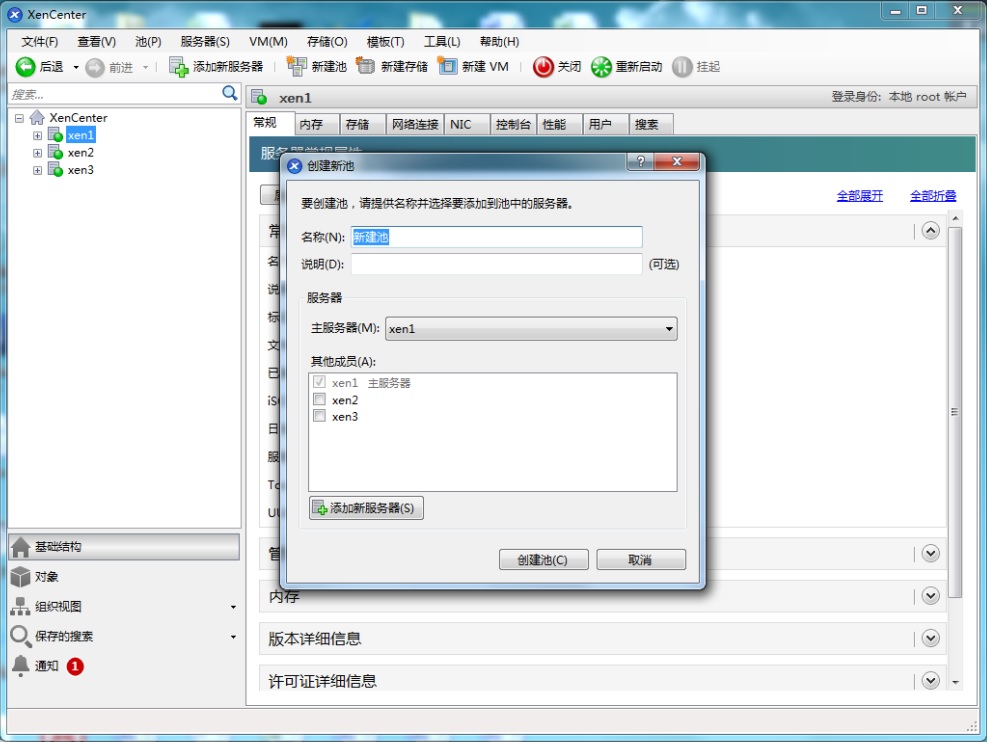 XenCenter
文件(F) 查看(V) 池(P) 服务器(S) VM(M) 存储(O) 模板(T) 工具(L) 帮助(H)
后退 前进 添加新服务器 新建池 新建存储 新建 VM 关闭 重新启动 挂起
搜索...
xen1 登录身份: 本地 root 帐户
XenCenter
xen1
xen2
xen3
常规 内存 存储 网络连接 NIC 控制台 性能 用户 搜索
服务器常规属性
全部展开 全部折叠
创建新池
要创建池，请提供名称并选择要添加到池中的服务器。
名称(N): 新建池
说明(D): (可选)
服务器
主服务器(M): xen1
其他成员(A):
xen1 主服务器
xen2
xen3
添加新服务器(S)
创建池(C) 取消
常
名
说
标
文
已
iS
日
服
To
UU
管
内存
版本详细信息
许可证详细信息
基础结构
对象
组织视图
保存的搜索
通知 1